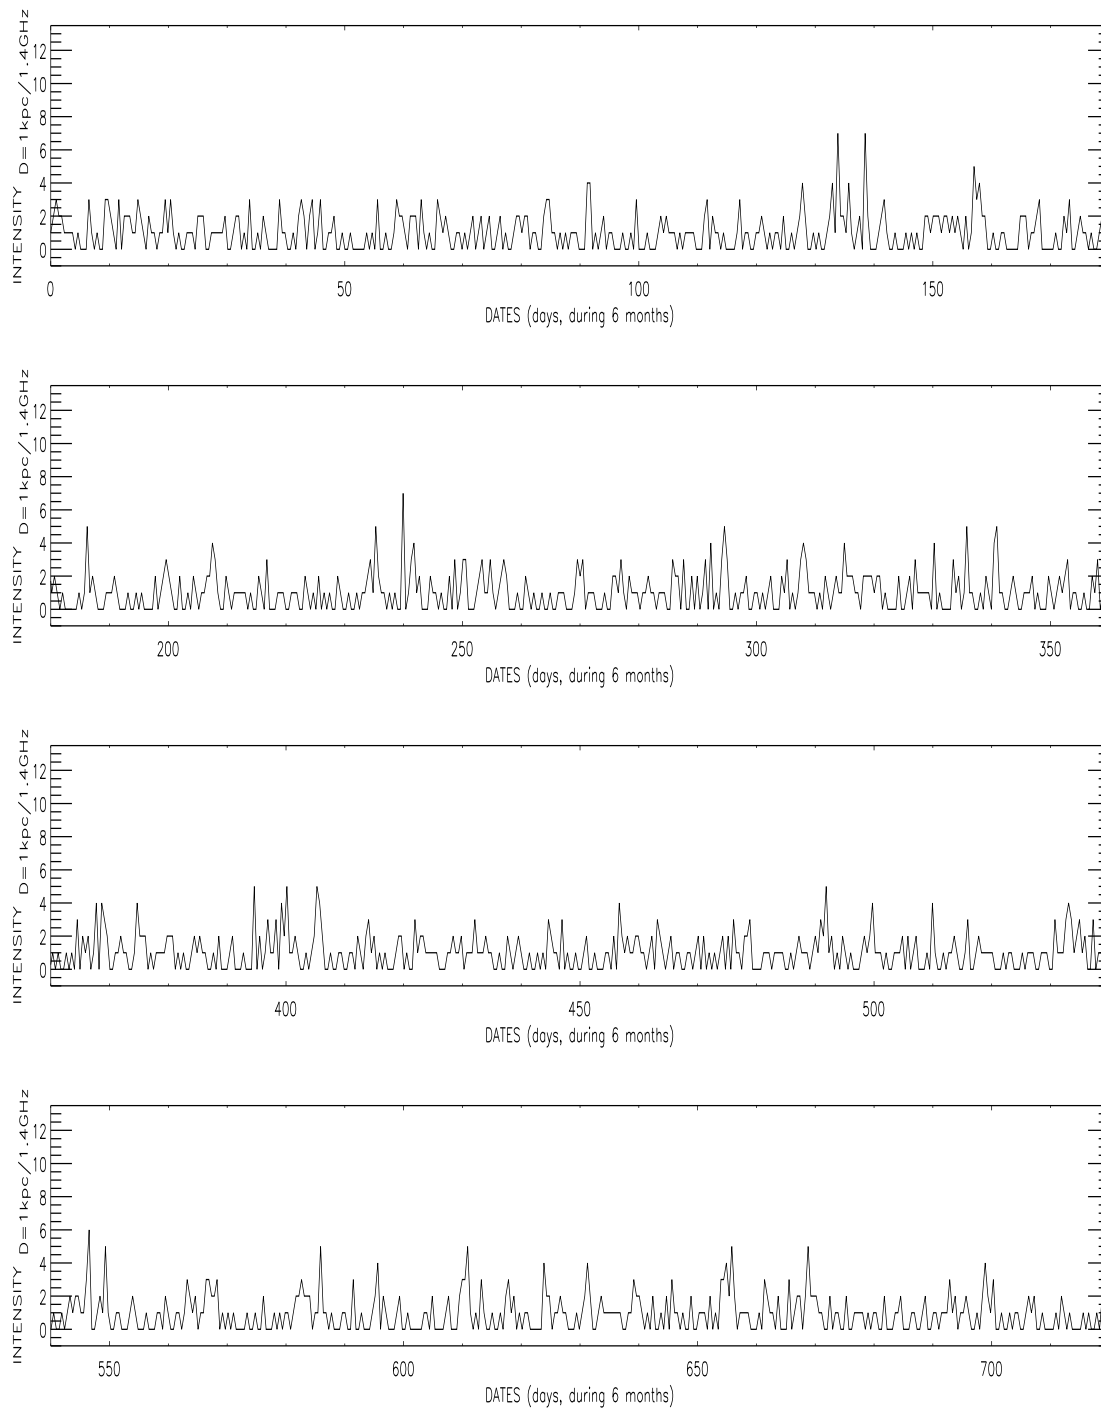 INTENSITY D=1kpc/1.4GHz
12
10
8
6
4
2
0
0 50 100 150
DATES (days, during 6 months)
INTENSITY D=1kpc/1.4GHz
12
10
8
6
4
2
0
200 250 300 350
DATES (days, during 6 months)
INTENSITY D=1kpc/1.4GHz
12
10
8
6
4
2
0
400 450 500
DATES (days, during 6 months)
INTENSITY D=1kpc/1.4GHz
12
10
8
6
4
2
0
550 600 650 700
DATES (days, during 6 months)